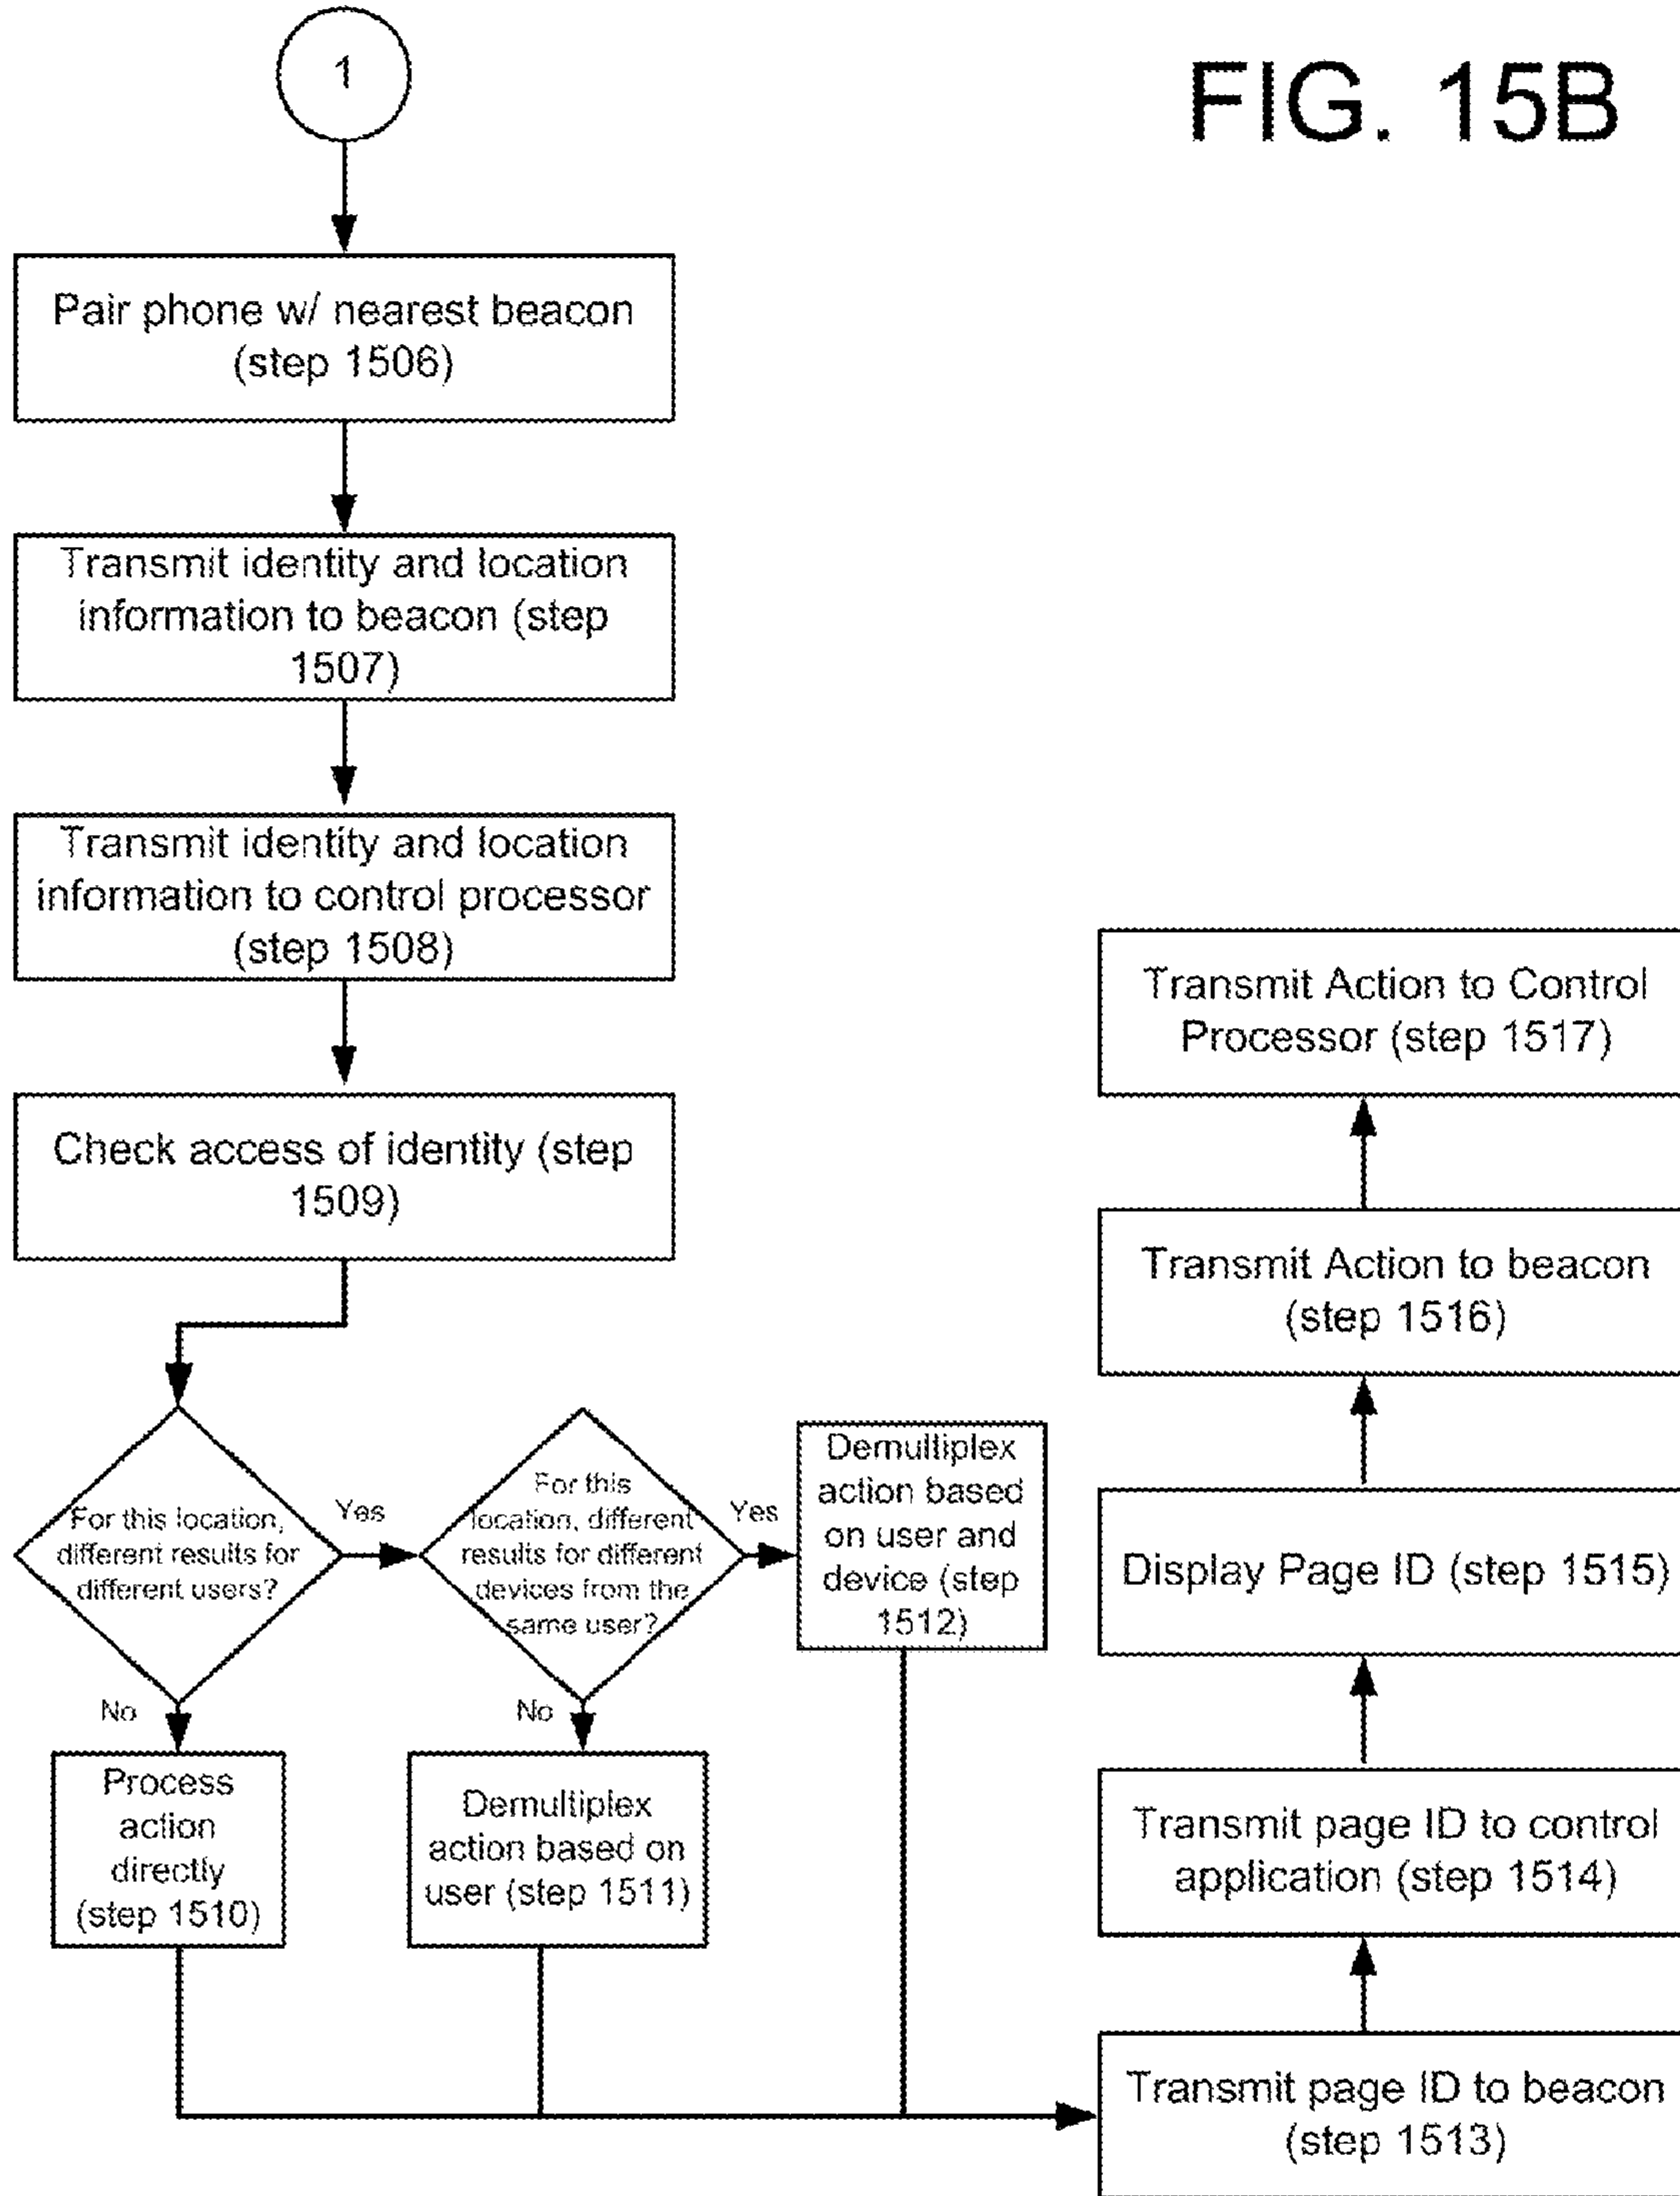 1
FIG. 15B
Pair phone w/ nearest beacon
(step 1506)
Transmit identity and location
information to beacon (step
1507)
Transmit identity and location
information to control processor
(step 1508)
Check access of identity (step
1509)
For this location,
different results for
different users?
Yes
No
For this
location, different
results for different
devices from the
same user?
Yes
No
Demultiplex
action based
on user and
device (step
1512)
Process
action
directly
(step 1510)
Demultiplex
action based on
user (step 1511)
Transmit Action to Control
Processor (step 1517)
Transmit Action to beacon
(step 1516)
Display Page ID (step 1515)
Transmit page ID to control
application (step 1514)
Transmit page ID to beacon
(step 1513)